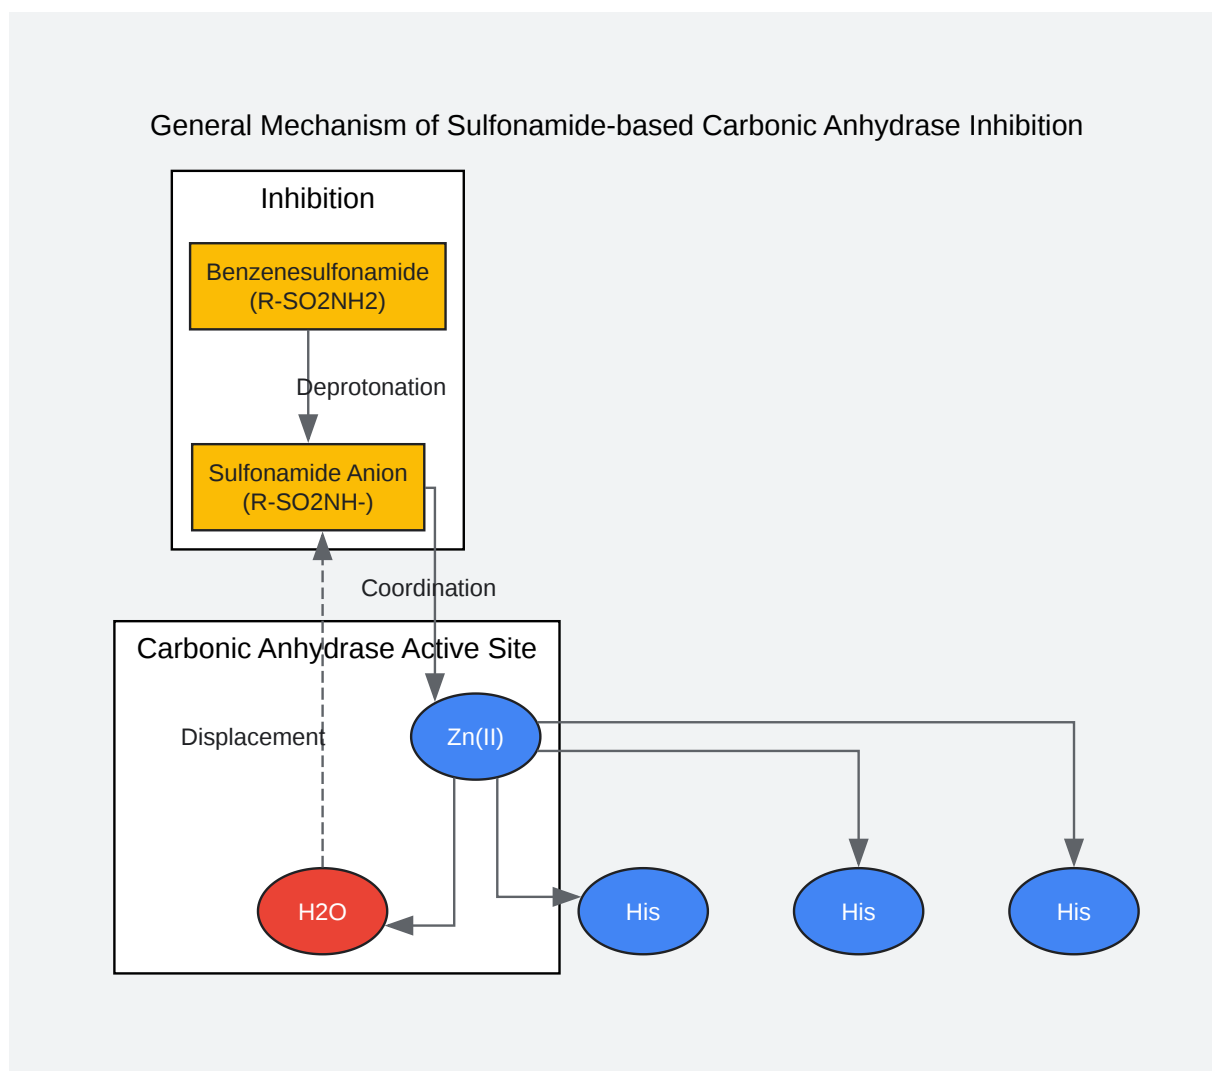 General Mechanism of Sulfonamide-based Carbonic Anhydrase Inhibition
Inhibition
Benzenesulfonamide
(R-SO2NH2)
Deprotonation
Sulfonamide Anion
(R-SO2NH-)
Coordination
Carbonic Anhydrase Active Site
Displacement
Zn(II)
H2O
His
His
His